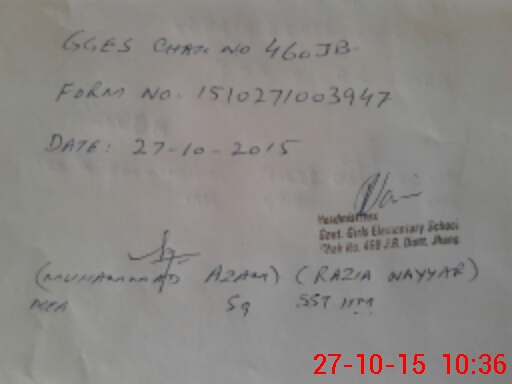 GGES CHAK NO 460JB
FORM NO. 1510271003947
DATE: 27-10-2015
Headmistress
Govt. Girls Elementary School
Chak No. 460 J.B. Distt. Jhang
(MUHAMMAD AZAM) (RAZIA NAYYAR)
MEA 59 SST HM
27-10-15 10:36